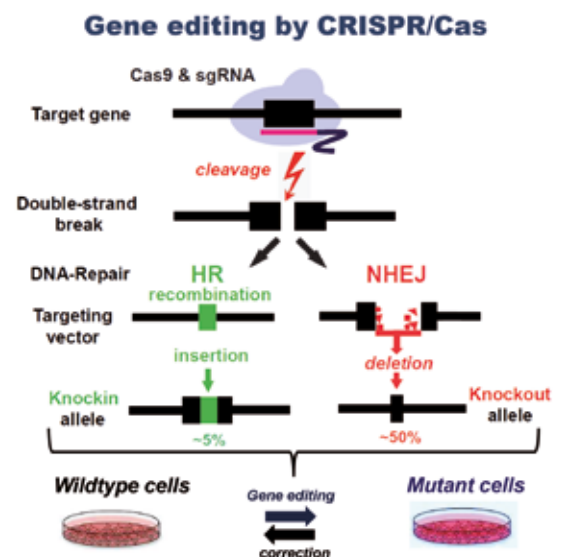 Gene editing by CRISPR/Cas
Cas9 & sgRNA
Target gene
cleavage
Double-strand
break
DNA-Repair
HR
NHEJ
recombination
Targeting
vector
insertion
deletion
Knockin
allele
Knockout
allele
~5%
~50%
Wildtype cells
Gene editing
Mutant cells
correction